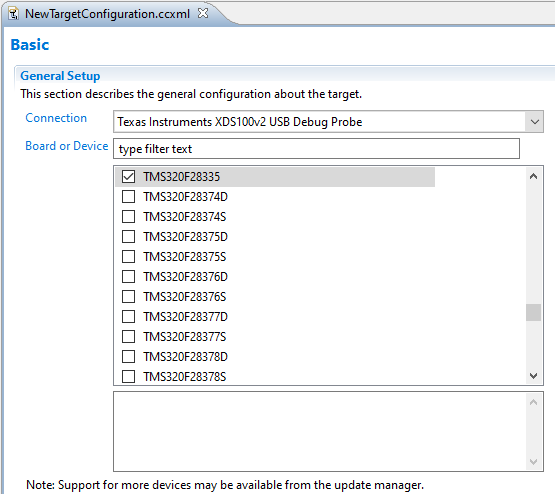 NewTargetConfiguration.ccxml
Basic
General Setup
This section describes the general configuration about the target.
Connection Texas Instruments XDS100v2 USB Debug Probe
Board or Device type filter text
TMS320F28335
TMS320F28374D
TMS320F28374S
TMS320F28375D
TMS320F28375S
TMS320F28376D
TMS320F28376S
TMS320F28377D
TMS320F28377S
TMS320F28378D
TMS320F28378S
Note: Support for more devices may be available from the update manager.